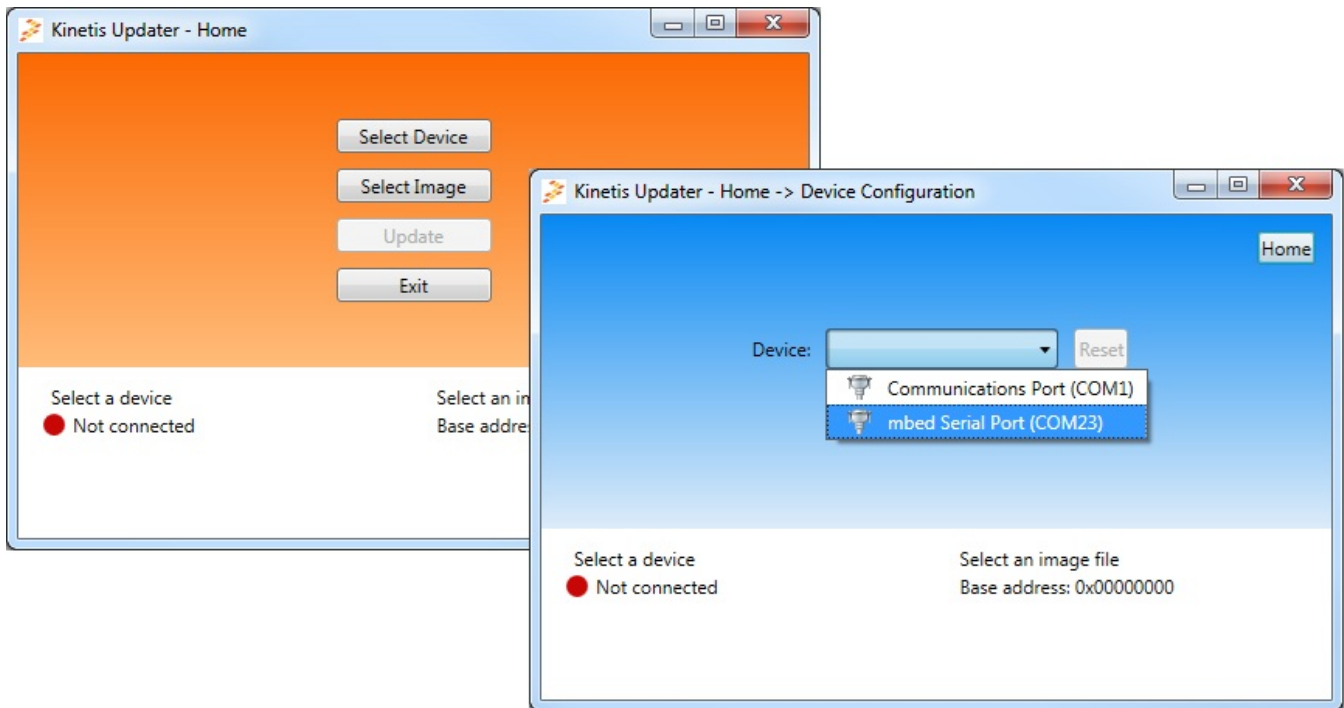 Kinetis Updater - Home
Select Device
Select Image
Update
Exit
Select a device
Not connected
Select an in
Base addre
Kinetis Updater - Home -> Device Configuration
Home
Device:
Reset
Communications Port (COM1)
mbed Serial Port (COM23)
Select a device
Not connected
Select an image file
Base address: 0x00000000